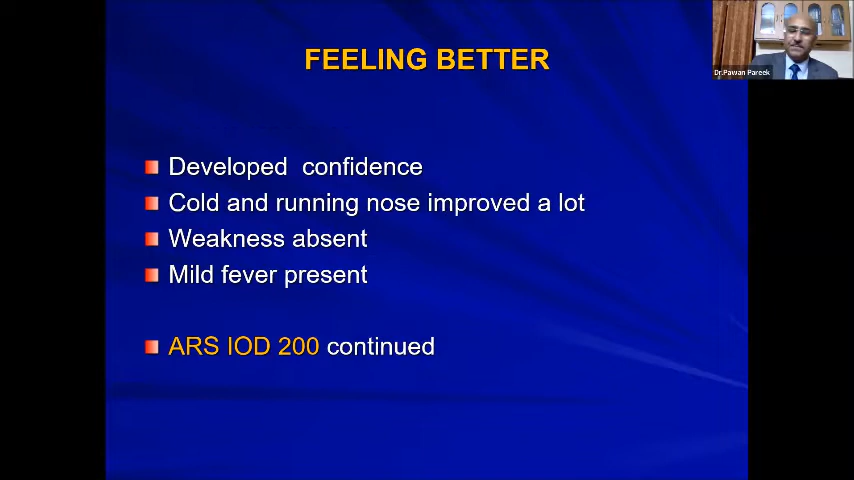 FEELING BETTER
Dr.Pawan Pareek
Developed confidence
Cold and running nose improved a lot
Weakness absent
Mild fever present
ARS IOD 200 continued